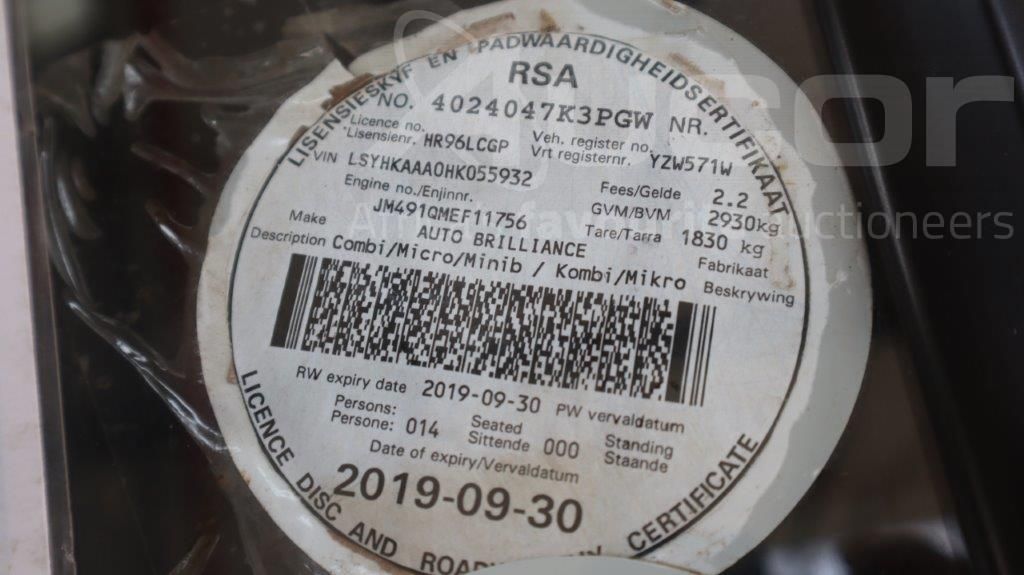 LISENSIESKYF EN PADWAARDIGHEIDSERTIFIKAAT
RSA
NO. 4024047K3PGW NR.
Licence no. Veh. register no.
Lisensienr. HR96LCGP Vrt registernr. YZW571W
VIN LSYHKAAA0HK055932 Fees/Gelde 2.2
Engine no./Enjinnr. GVM/BVM 2930kg
JM491QMEF11756 Tare/Tarra 1830 kg
Make AUTO BRILLIANCE Fabrikaat
Description Combi/Micro/Minib / Kombi/Mikro Beskrywing
RW expiry date 2019-09-30 PW vervaldatum
Persons: Seated Standing
Persone: 014 Sittende 000 Staande
Date of expiry/Vervaldatum
2019-09-30
LICENCE DISC AND CERTIFICATE
auctioneers